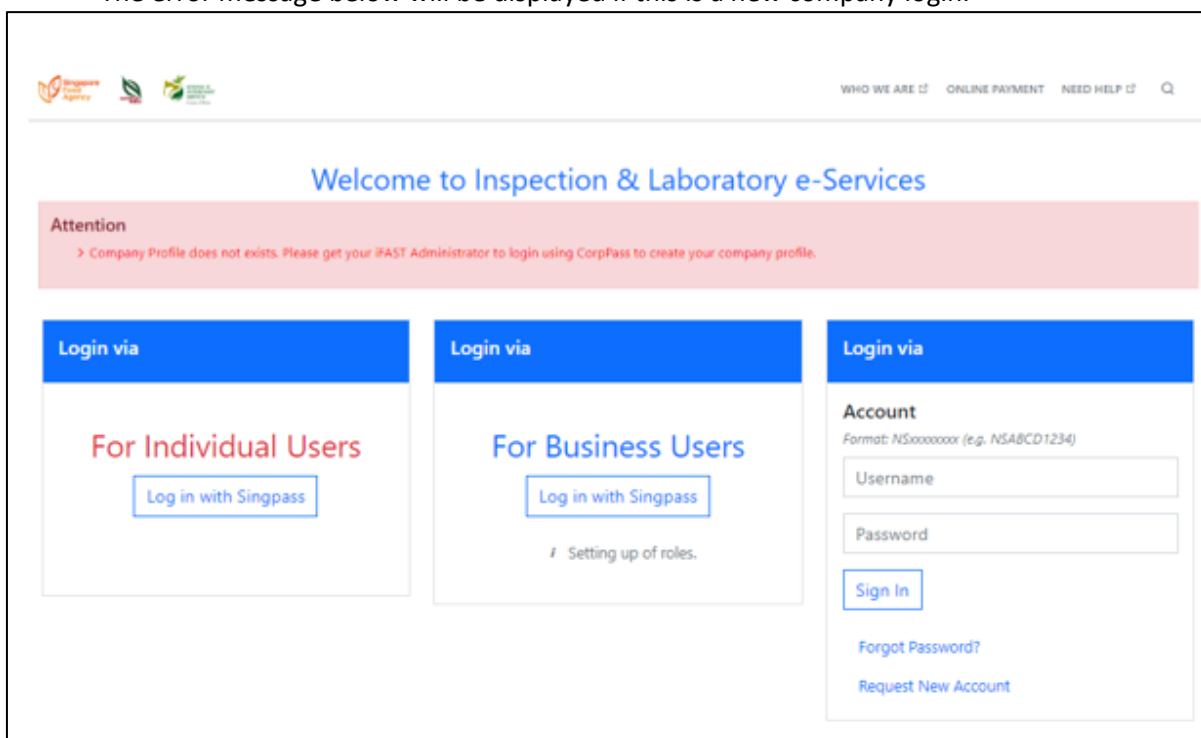 The error message below will be displayed if this is a new company login.
Singapore
Food
Agency
WHO WE ARE
ONLINE PAYMENT
NEED HELP
Welcome to Inspection & Laboratory e-Services
Attention
> Company Profile does not exists. Please get your iFAST Administrator to login using CorpPass to create your company profile.
Login via
For Individual Users
Log in with Singpass
Login via
For Business Users
Log in with Singpass
i Setting up of roles.
Login via
Account
Format: NSxxxxxxxx (e.g. NSABCD1234)
Username
Password
Sign In
Forgot Password?
Request New Account